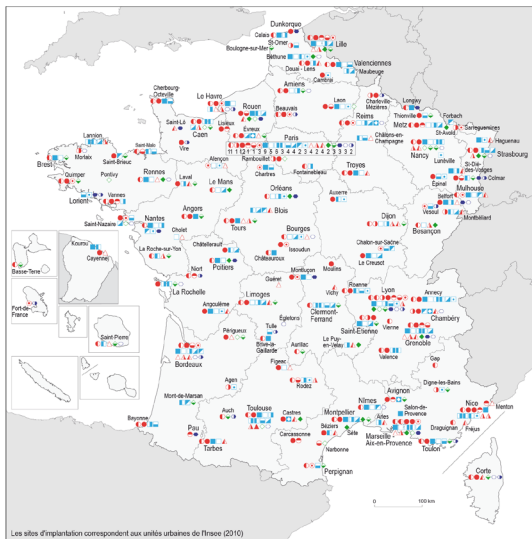 Dunkerque
Calais
St-Omer
Boulogne-sur-Mer
Lille
Béthune
Douai - Lens
Valenciennes
Maubeuge
Cambrai
Amiens
Cherbourg-
Octeville
Le Havre
Rouen
Beauvais
Laon
Charleville-
Mézières
Longwy
Thionville
Forbach
Metz
St-Avold
Sarreguemines
Haguenau
Saint-Lô
Caen
Lisieux
Evreux
Reims
Châlons-en-
Champagne
Nancy
Lunéville
Strasbourg
Vire
Paris
St-Dié-
des-Vosges
Colmar
Lannion
Morlaix
Saint-Brieuc
Saint-Malo
Brest
Alençon
Rambouillet
Chartres
Fontainebleau
Troyes
Épinal
Mulhouse
Quimper
Pontivy
Rennes
Laval
Le Mans
Orléans
Auxerre
Belfort
Vesoul
Montbéliard
Lorient
Vannes
Blois
Angers
Tours
Dijon
Besançon
Saint-Nazaire
Nantes
Cholet
Bourges
Issoudun
Châteauroux
Chalon-sur-Saône
Le Creusot
Châtellerault
Poitiers
La Roche-sur-Yon
Basse-Terre
Kourou
Cayenne
Niort
La Rochelle
Guéret
Montluçon
Moulins
Vichy
Roanne
Lyon
Annecy
Port-de-
France
Saint-Pierre
Limoges
Angoulême
Clermont-
Ferrand
Saint-Etienne
Vienne
Chambéry
Périgueux
Tulle
Brive-la-
Gaillarde
Égletons
Le Puy-
en-Velay
Valence
Grenoble
Bordeaux
Aurillac
Figeac
Gap
Agen
Rodez
Digne-les-Bains
Mont-de-Marsan
Avignon
Nîmes
Salon-de-
Provence
Nice
Menton
Bayonne
Auch
Toulouse
Castres
Montpellier
Arles
Draguignan
Fréjus
Pau
Tarbes
Carcassonne
Béziers
Sète
Marseille -
Aix-en-Provence
Toulon
Narbonne
Perpignan
Corte
0
100 km
Les sites d'implantation correspondent aux unités urbaines de l'Insee (2010)